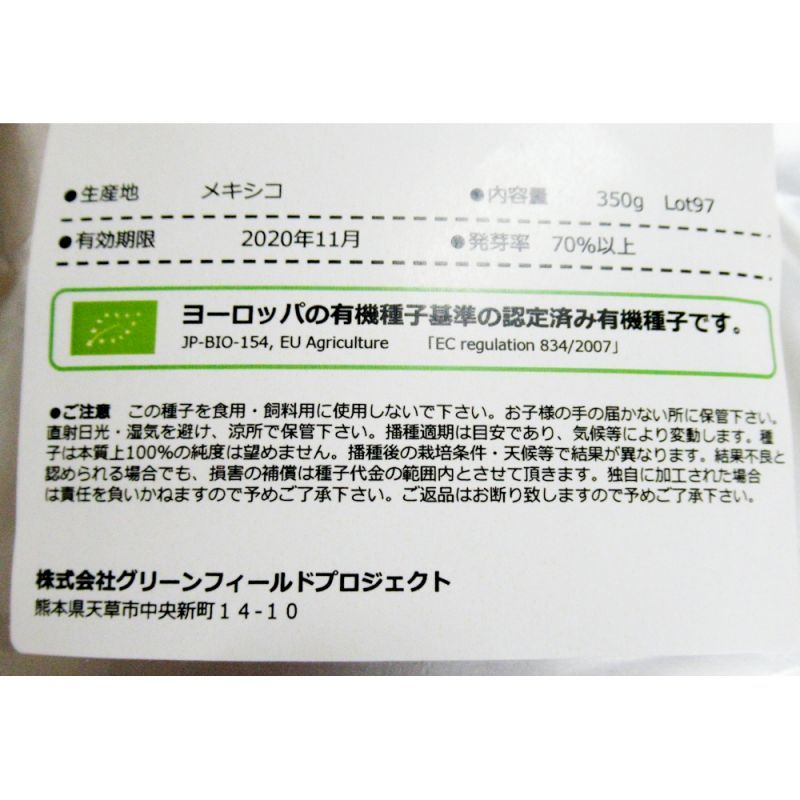 ●生産地 メキシコ ●内容量 350g Lot97
●有効期限 2020年11月 ●発芽率 70%以上
ヨーロッパの有機種子基準の認定済み有機種子です。
JP-BIO-154, EU Agriculture 「EC regulation 834/2007」
●ご注意 この種子を食用・飼料用に使用しないで下さい。お子様の手の届かない所に保管下さい。
直射日光・湿気を避け、涼所で保管下さい。播種適期は目安であり、気候等により変動します。種
子は本質上100%の純度は望めません。播種後の栽培条件・天候等で結果が異なります。結果不良と
認められる場合でも、損害の補償は種子代金の範囲内とさせて頂きます。独自に加工された場合
は責任を負いかねますので予めご了承下さい。ご返品はお断り致しますので予めご了承下さい。
株式会社グリーンフィールドプロジェクト
熊本県天草市中央新町14-10